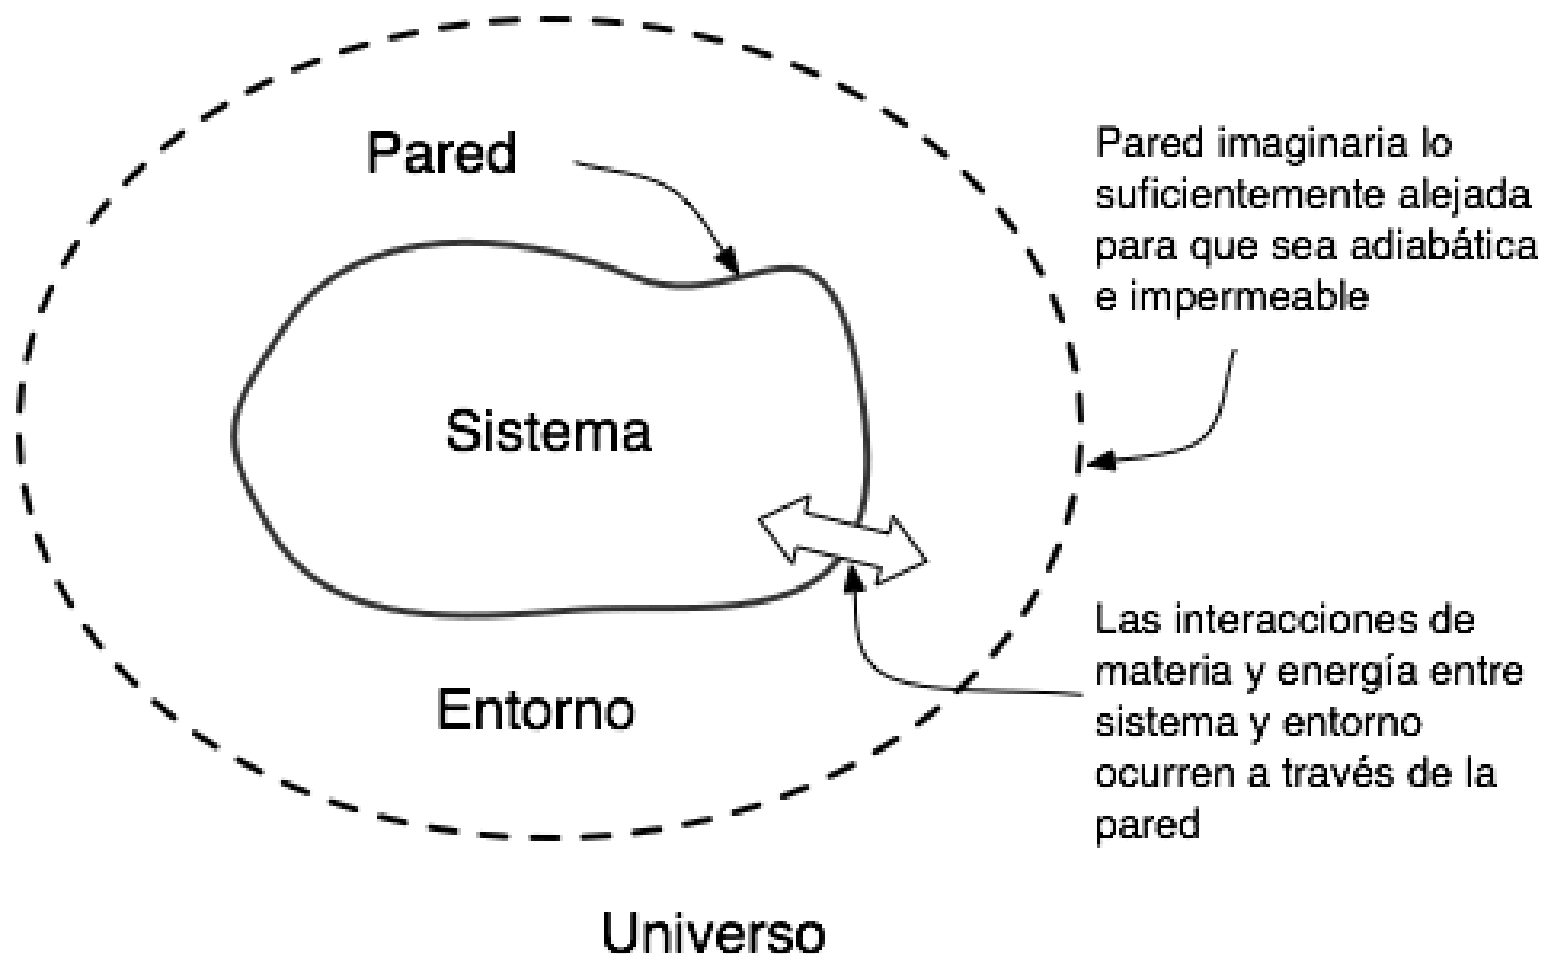 Pared
Pared imaginaria lo
suficientemente alejada
para que sea adiabática
e impermeable
Sistema
Las interacciones de
materia y energía entre
sistema y entorno
ocurren a través de la
pared
Entorno
Universo